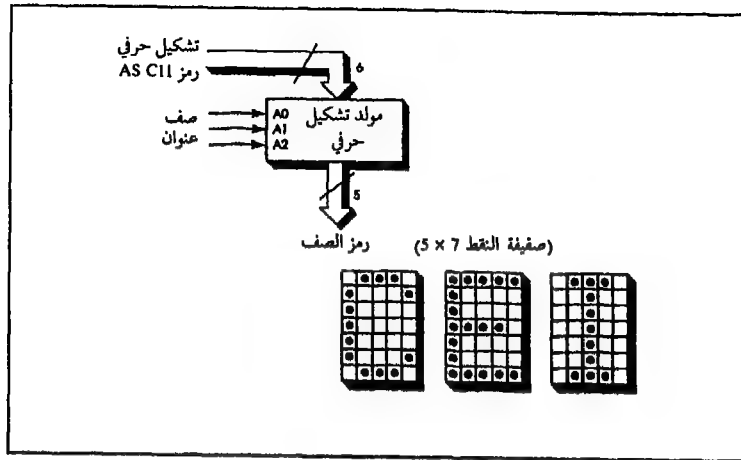 تشكيل حرفي
رمز AS C11
6
صف
عنوان
A0
A1
A2
مولد تشكيل
حرفي
5
رمز الصف
(صفيفة النقط 7 × 5)